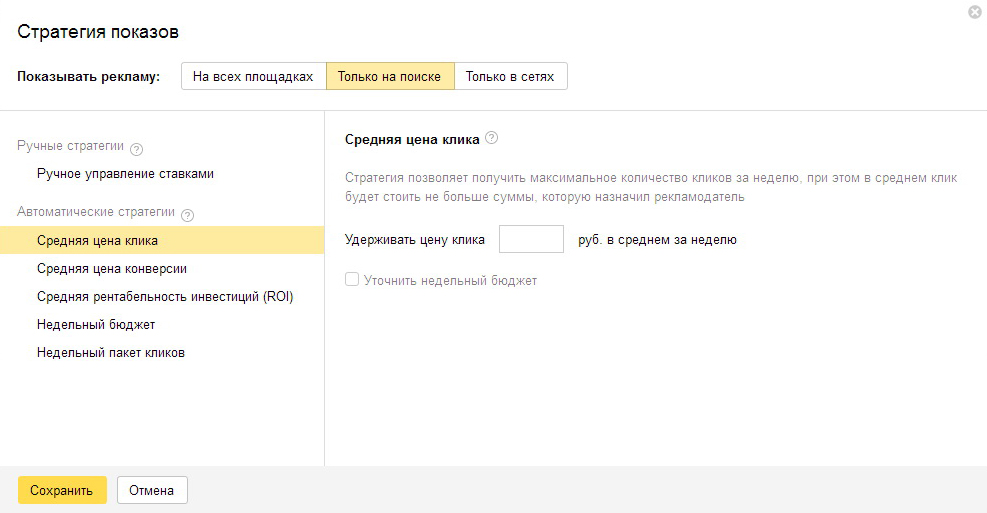 Стратегия показов
Показывать рекламу: На всех площадках Только на поиске Только в сетях
Ручные стратегии ?
Ручное управление ставками
Автоматические стратегии ?
Средняя цена клика
Средняя цена конверсии
Средняя рентабельность инвестиций (ROI)
Недельный бюджет
Недельный пакет кликов
Средняя цена клика ?
Стратегия позволяет получить максимальное количество кликов за неделю, при этом в среднем клик
будет стоить не больше суммы, которую назначил рекламодатель
Удерживать цену клика руб. в среднем за неделю
Уточнить недельный бюджет
Сохранить Отмена